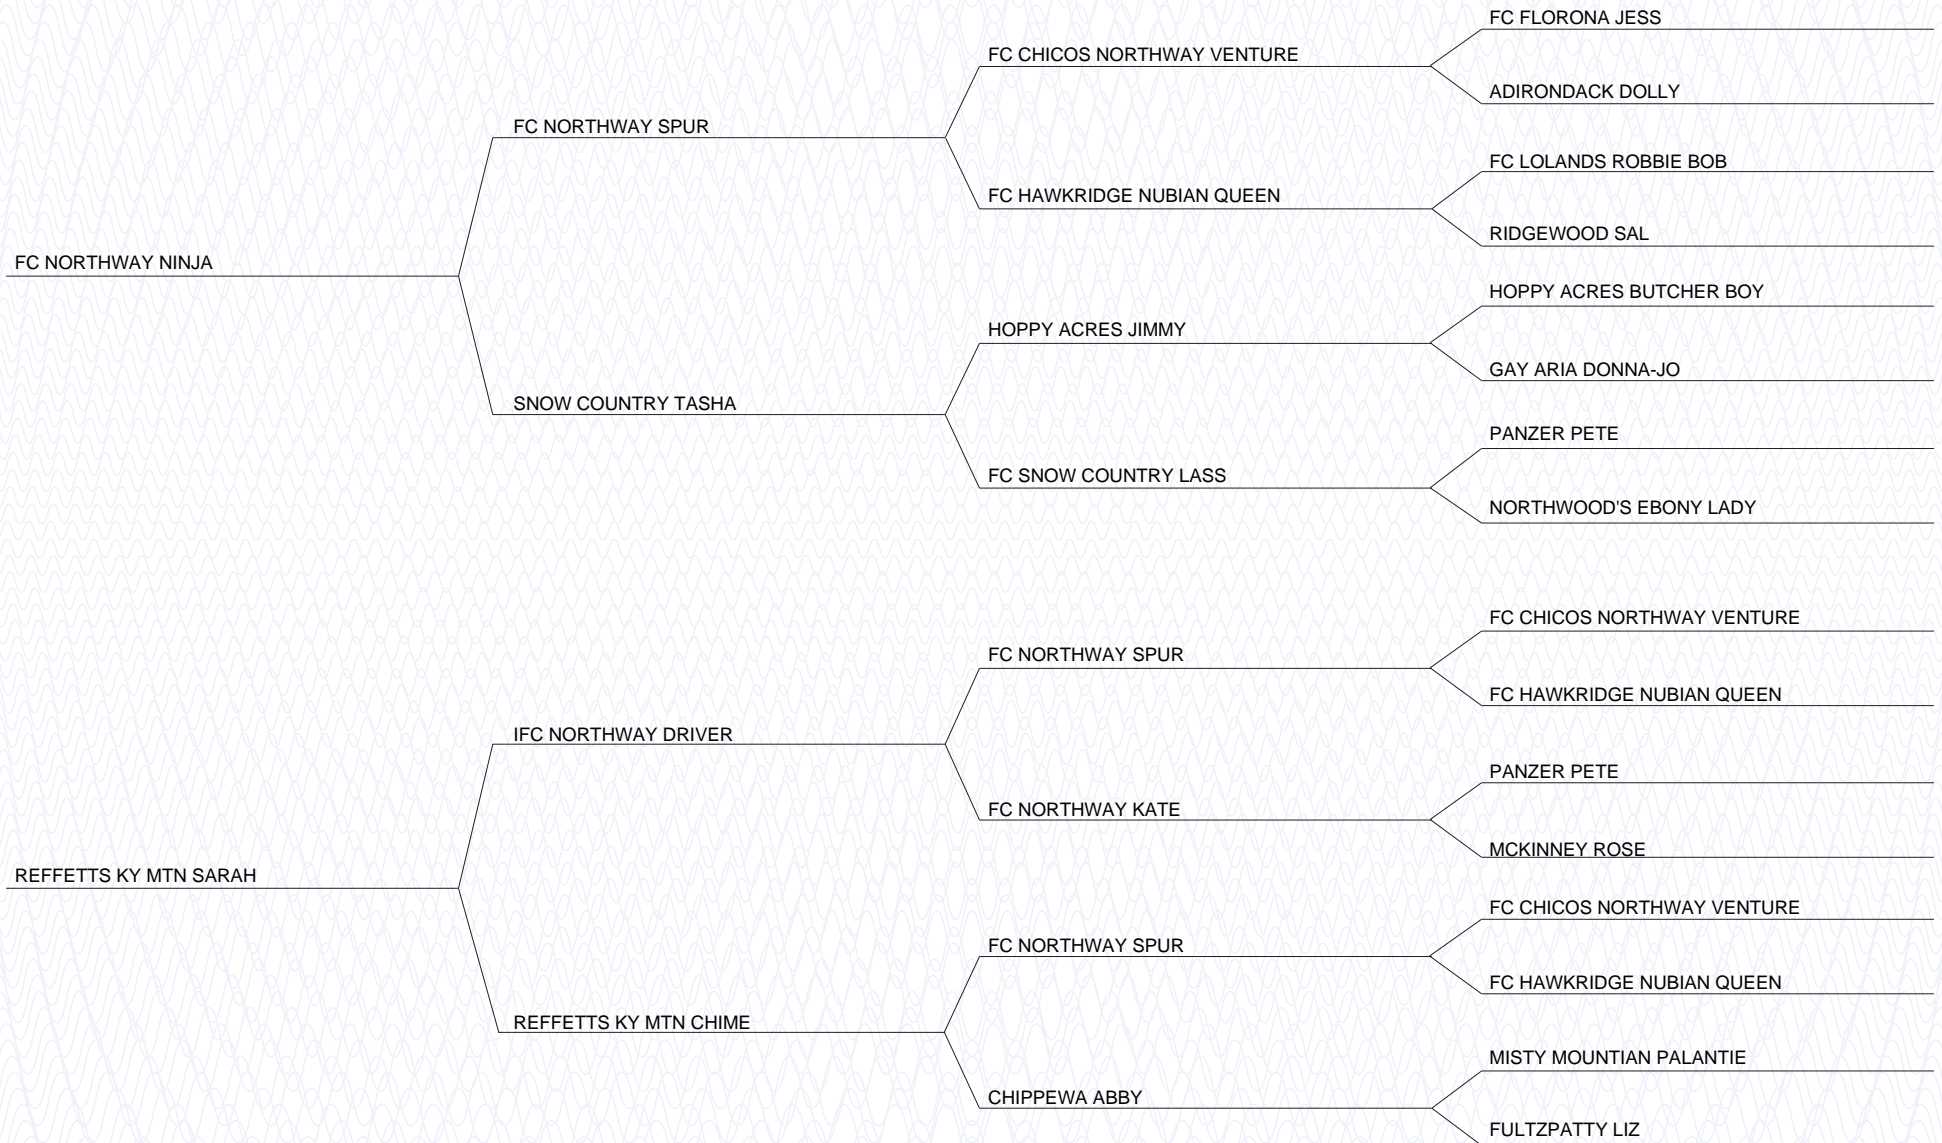 FC FLORONA JESS
FC CHICOS NORTHWAY VENTURE
ADIRONDACK DOLLY
FC NORTHWAY SPUR
FC LOLANDS ROBBIE BOB
FC HAWKRIDGE NUBIAN QUEEN
RIDGEWOOD SAL
FC NORTHWAY NINJA
HOPPY ACRES BUTCHER BOY
HOPPY ACRES JIMMY
GAY ARIA DONNA-JO
SNOW COUNTRY TASHA
PANZER PETE
FC SNOW COUNTRY LASS
NORTHWOOD'S EBONY LADY
FC CHICOS NORTHWAY VENTURE
FC NORTHWAY SPUR
FC HAWKRIDGE NUBIAN QUEEN
IFC NORTHWAY DRIVER
PANZER PETE
FC NORTHWAY KATE
MCKINNEY ROSE
REFFETTS KY MTN SARAH
FC CHICOS NORTHWAY VENTURE
FC NORTHWAY SPUR
FC HAWKRIDGE NUBIAN QUEEN
REFFETTS KY MTN CHIME
MISTY MOUNTIAN PALANTIE
CHIPPEWA ABBY
FULTZPATTY LIZ